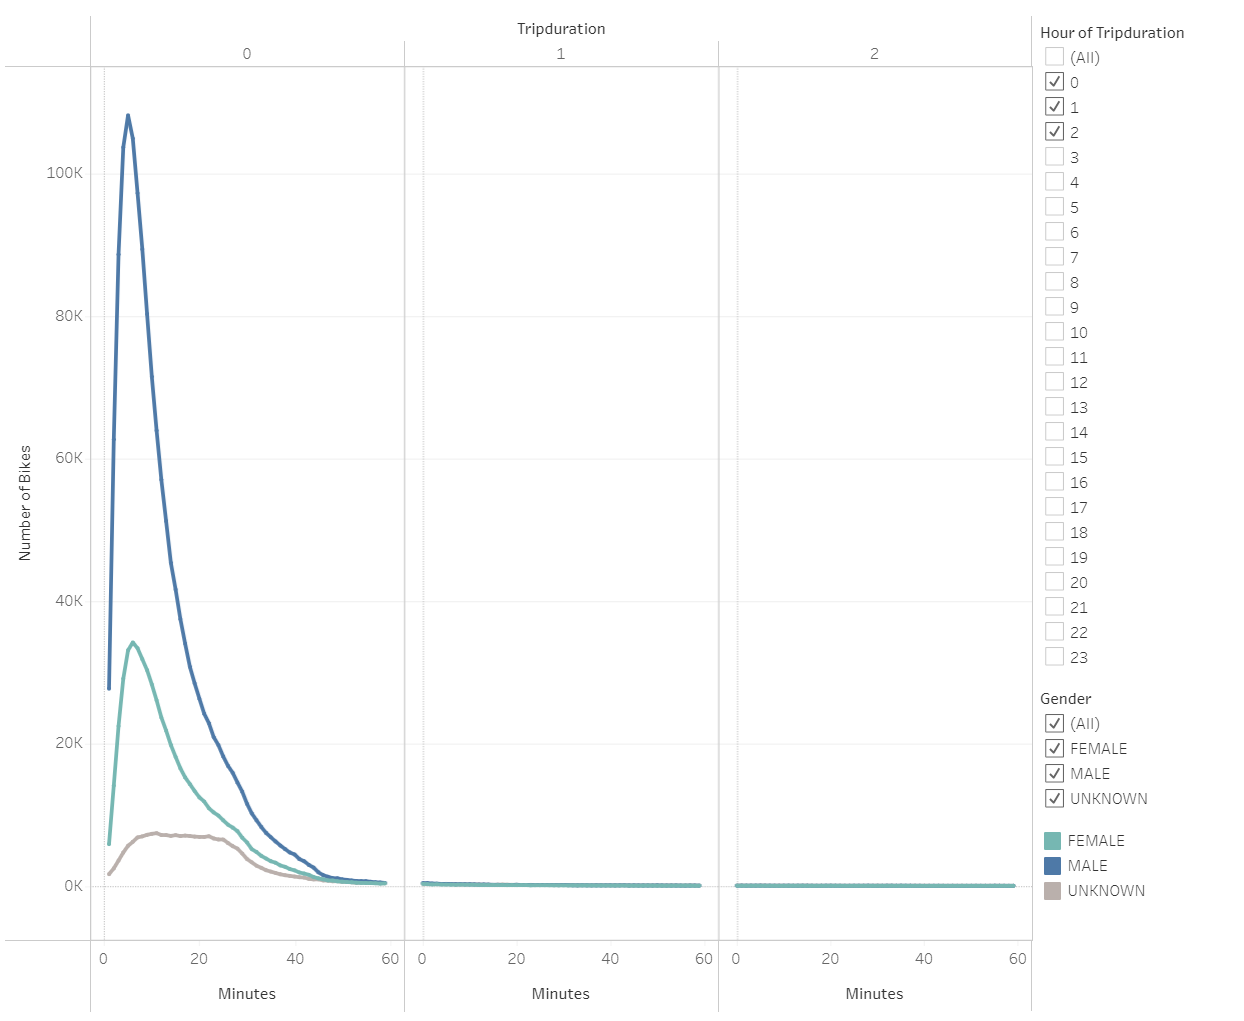 Tripduration
0 1 2
100K
80K
60K
40K
20K
0K
Number of Bikes
0 20 40 60 0 20 40 60 0 20 40 60
Minutes Minutes Minutes
Hour of Tripduration
(All)
0
1
2
3
4
5
6
7
8
9
10
11
12
13
14
15
16
17
18
19
20
21
22
23
Gender
(All)
FEMALE
MALE
UNKNOWN
FEMALE
MALE
UNKNOWN